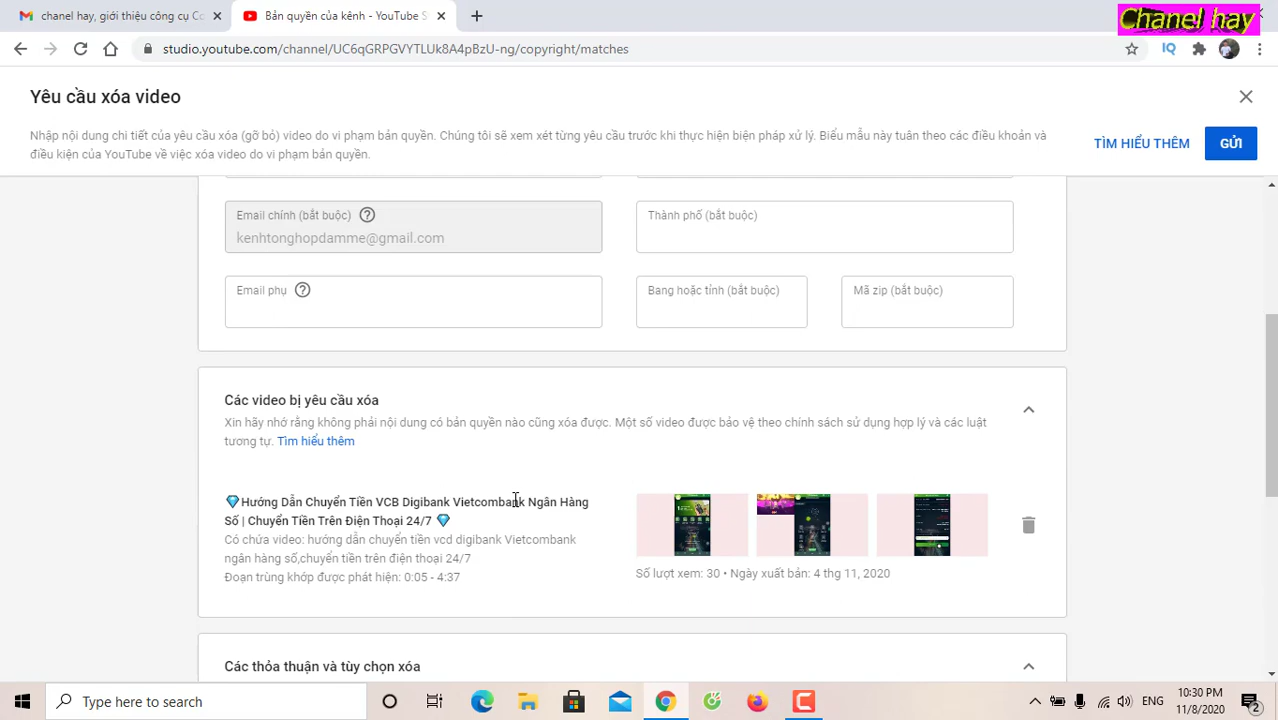 chanel hay, giới thiệu công cụ Co
Bản quyền của kênh - YouTube S
Chanel hay
studio.youtube.com/channel/UC6qGRPGVYTLUk8A4pBzU-ng/copyright/matches
IQ
Yêu cầu xóa video
Nhập nội dung chi tiết của yêu cầu xóa (gỡ bỏ) video do vi phạm bản quyền. Chúng tôi sẽ xem xét từng yêu cầu trước khi thực hiện biện pháp xử lý. Biểu mẫu này tuân theo các điều khoản và
điều kiện của YouTube về việc xóa video do vi phạm bản quyền.
TÌM HIỂU THÊM
GỬI
Email chính (bắt buộc)
kenhtonghopdamme@gmail.com
Thành phố (bắt buộc)
Email phụ
Bang hoặc tỉnh (bắt buộc)
Mã zip (bắt buộc)
Các video bị yêu cầu xóa
Xin hãy nhớ rằng không phải nội dung có bản quyền nào cũng xóa được. Một số video được bảo vệ theo chính sách sử dụng hợp lý và các luật
tương tự. Tìm hiểu thêm
💎Hướng Dẫn Chuyển Tiền VCB Digibank Vietcombank Ngân Hàng
Số | Chuyển Tiền Trên Điện Thoại 24/7 💎
Có chứa video: hướng dẫn chuyển tiền vcd digibank Vietcombank
ngân hàng số,chuyển tiền trên điện thoại 24/7
Đoạn trùng khớp được phát hiện: 0:05 - 4:37
Số lượt xem: 30 • Ngày xuất bản: 4 thg 11, 2020
Các thỏa thuận và tùy chọn xóa
Type here to search
ENG
10:30 PM
11/8/2020
2